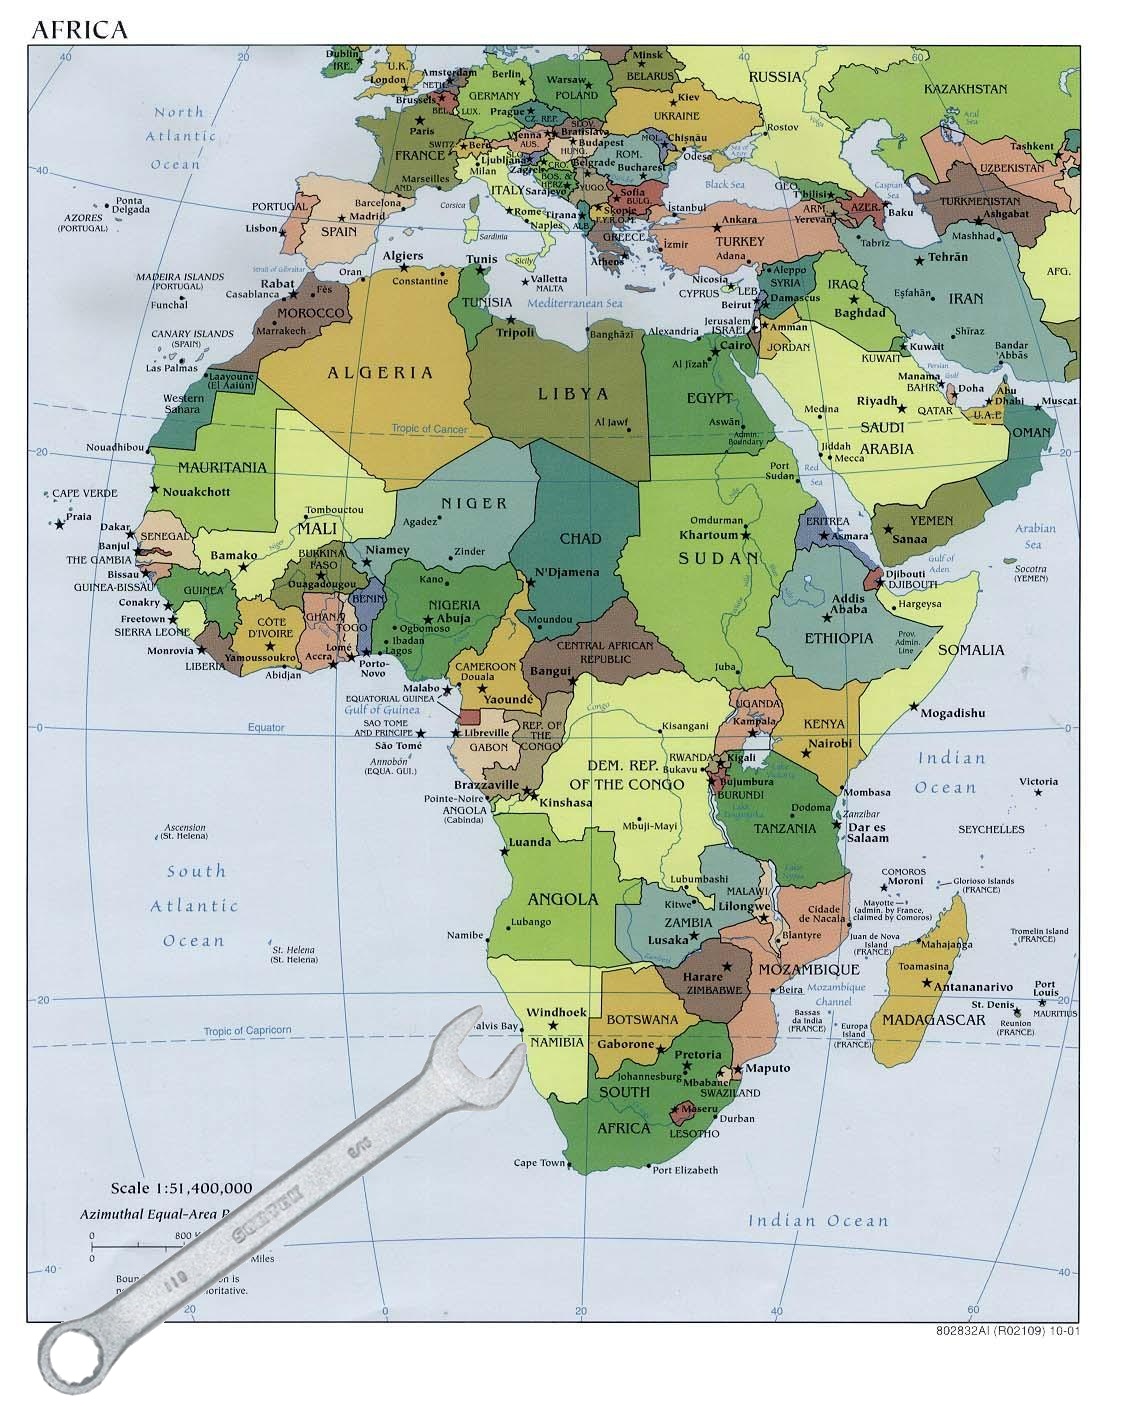 AFRICA
40
20
20
40
60
Dublin
IRE.
U.K.
London
Amsterdam
NETH.
Brussels
BEL.
LUX.
Berlin
GERMANY
Warsaw
POLAND
Minsk
BELARUS
RUSSIA
KAZAKHSTAN
Aral
Sea
Kiev
UKRAINE
Rostov
Volga
Prague
CZ. REP.
SLOV.
Paris
FRANCE
SWITZ.
Bern
Vienna
AUS.
Bratislava
Budapest
HUNG.
MOL.
Chișnău
Odesa
Sea of
Azov
ROM.
Bucharest
Ljubljana
SLO.
Zagreb
CRO.
Belgrade
BOS. &
HERZ.
Sarajevo
YUGO.
Sofia
BULG.
Skopje
F.Y.R.O.M.
Tirana
ALB.
GREECE
Athens
Milan
ITALY
Rome
Naples
Marseilles
AND.
Corsica
Sardinia
Sicily
Barcelona
Madrid
SPAIN
PORTUGAL
Lisbon
Black Sea
İstanbul
Ankara
TURKEY
İzmir
Adana
GEO.
T'bilisi
ARM.
Yerevan
AZER.
Baku
Caspian
Sea
Tashkent
UZBEKISTAN
TURKMENISTAN
Ashgabat
Mashhad
Tabrīz
Tehrān
AFG.
North
Atlantic
Ocean
40
AZORES
(PORTUGAL)
Ponta
Delgada
MADEIRA ISLANDS
(PORTUGAL)
Funchal
CANARY ISLANDS
(SPAIN)
Las Palmas
Strait of Gibraltar
Rabat
Casablanca
Fès
MOROCCO
Marrakech
Oran
Algiers
Constantine
Tunis
TUNISIA
Valletta
MALTA
Mediterranean Sea
Tripoli
Banghāzī
Nicosia
CYPRUS
LEB.
Beirut
Aleppo
SYRIA
Damascus
Jerusalem
ISRAEL
Amman
JORDAN
IRAQ
Baghdad
Eşfahān
IRAN
Shīrāz
Bandar
'Abbās
Kuwait
KUWAIT
Persian
Gulf
Manama
BAHR.
Doha
QATAR
Abu
Dhabi
U.A.E
Muscat
OMAN
Riyadh
SAUDI
ARABIA
Medina
Jiddah
Mecca
Red
Sea
Alexandria
Cairo
Al Jīzah
EGYPT
Aswān
Admin.
Boundary
ALGERIA
LIBYA
Al Jawf
Tropic of Cancer
Laayoune
(El Aaiún)
Western
Sahara
Nouadhibou
20
20
MAURITANIA
Nouakchott
CAPE VERDE
Praia
Dakar
SENEGAL
Banjul
THE GAMBIA
Bissau
GUINEA-BISSAU
GUINEA
Conakry
Freetown
SIERRA LEONE
Monrovia
LIBERIA
Tombouctou
MALI
Bamako
Niger
BURKINA
FASO
Ouagadougou
Niamey
NIGER
Agadez
Zinder
CHAD
N'Djamena
Port
Sudan
Omdurman
Khartoum
SUDAN
Juba
ERITREA
Asmara
YEMEN
Sanaa
Arabian
Sea
Gulf of
Aden
Socotra
(YEMEN)
Djibouti
DJIBOUTI
Hargeysa
Addis
Ababa
ETHIOPIA
Prov.
Admin.
Line
SOMALIA
Mogadishu
CÔTE
D'IVOIRE
Yamoussoukro
Abidjan
GHANA
Accra
TOGO
Lomé
BENIN
Porto-
Novo
Kano
NIGERIA
Abuja
Ogbomoso
Ibadan
Lagos
Moundou
CENTRAL AFRICAN
REPUBLIC
Bangui
CAMEROON
Douala
Yaoundé
Malabo
EQUATORIAL GUINEA
Gulf of Guinea
SAO TOME
AND PRINCIPE
São Tomé
Annobón
(EQUA. GUI.)
Libreville
GABON
REP. OF
THE
CONGO
Brazzaville
Pointe-Noire
ANGOLA
(Cabinda)
Kinshasa
Equator
0
0
Congo
Kisangani
DEM. REP.
OF THE CONGO
Mbuji-Mayi
UGANDA
Kampala
KENYA
Nairobi
RWANDA
Kigali
Bukavu
Bujumbura
BURUNDI
Lake
Victoria
Lake
Tanganyika
Mombasa
Dodoma
Zanzibar
TANZANIA
Dar es
Salaam
Indian
Ocean
Victoria
SEYCHELLES
Ascension
(St. Helena)
South
Atlantic
Ocean
St. Helena
(St. Helena)
Luanda
ANGOLA
Lubango
Namibe
Lubumbashi
Kitwe
ZAMBIA
Lusaka
MALAWI
Lilongwe
Lake
Nyasa
Blantyre
Cidade
de Nacala
MOZAMBIQUE
Beira
Harare
ZIMBABWE
COMOROS
Moroni
Mayotte
(admin. by France,
claimed by Comoros)
Glorioso Islands
(FRANCE)
Juan de Nova
Island
(FRANCE)
Mahajanga
Tromelin Island
(FRANCE)
Toamasina
Antananarivo
MADAGASCAR
Port
Louis
MAURITIUS
St. Denis
Reunion
(FRANCE)
Mozambique
Channel
Bassas
da India
(FRANCE)
Europa
Island
(FRANCE)
20
20
Tropic of Capricorn
alvis Bay
Windhoek
NAMIBIA
BOTSWANA
Gaborone
Pretoria
Johannesburg
Mbabane
SWAZILAND
Maputo
SOUTH
AFRICA
Maseru
LESOTHO
Durban
Cape Town
Port Elizabeth
Indian Ocean
Scale 1:51,400,000
Azimuthal Equal-Area P
0
800 K
0
Miles
Boun
on is
oritative.
40
40
20
0
20
40
60
802832AI (R02109) 10-01